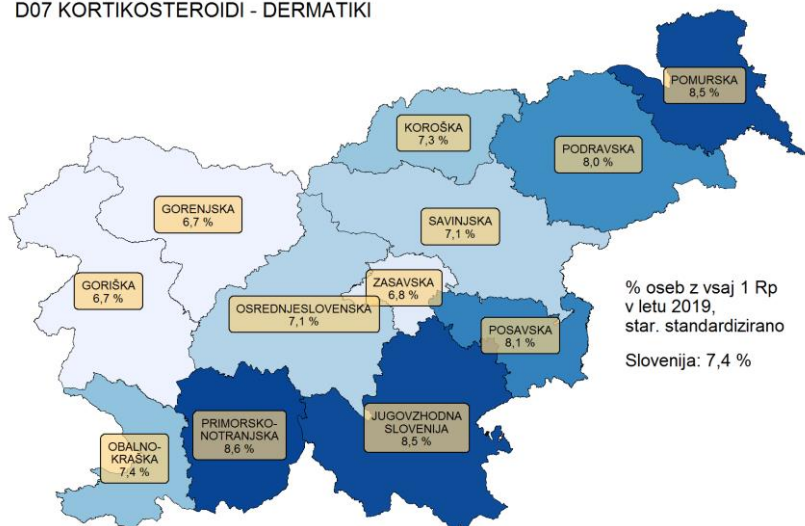 D07 KORTIKOSTEROIDI - DERMATIKI
POMURSKA
8,5 %
KOROŠKA
7,3 %
PODRAVSKA
8,0 %
GORENJSKA
6,7 %
SAVINJSKA
7,1 %
GORIŠKA
6,7 %
ZASAVSKA
6,8 %
OSREDNJESLOVENSKA
7,1 %
POSAVSKA
8,1 %
% oseb z vsaj 1 Rp
v letu 2019,
star. standardizirano
Slovenija: 7,4 %
PRIMORSKO-
NOTRANJSKA
8,6 %
JUGOVZHODNA
SLOVENIJA
8,5 %
OBALNO-
KRAŠKA
7,4 %